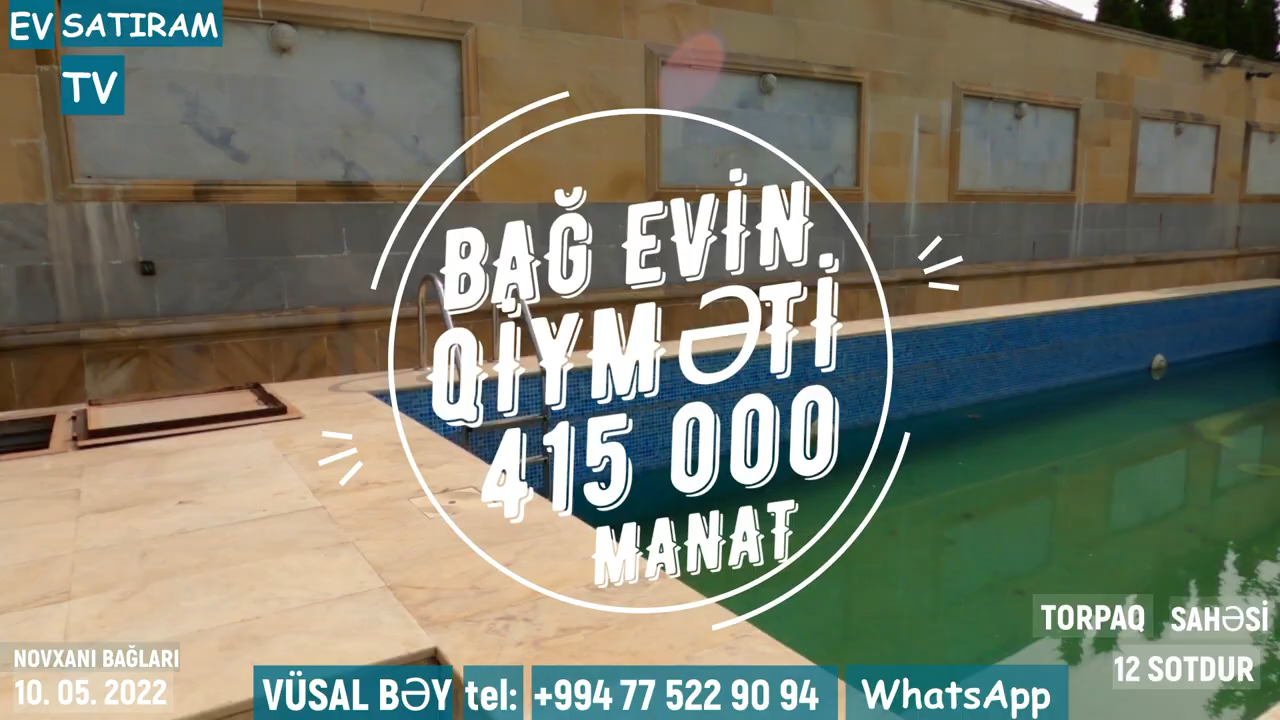 EV SATIRAM
TV
BAĞ EVİN
QİYMƏTİ
415 000
MANAT
TORPAQ SAHƏSİ
12 SOTDUR
NOVXANI BAĞLARI
10. 05. 2022
VÜSAL BƏY tel: +994 77 522 90 94 WhatsApp